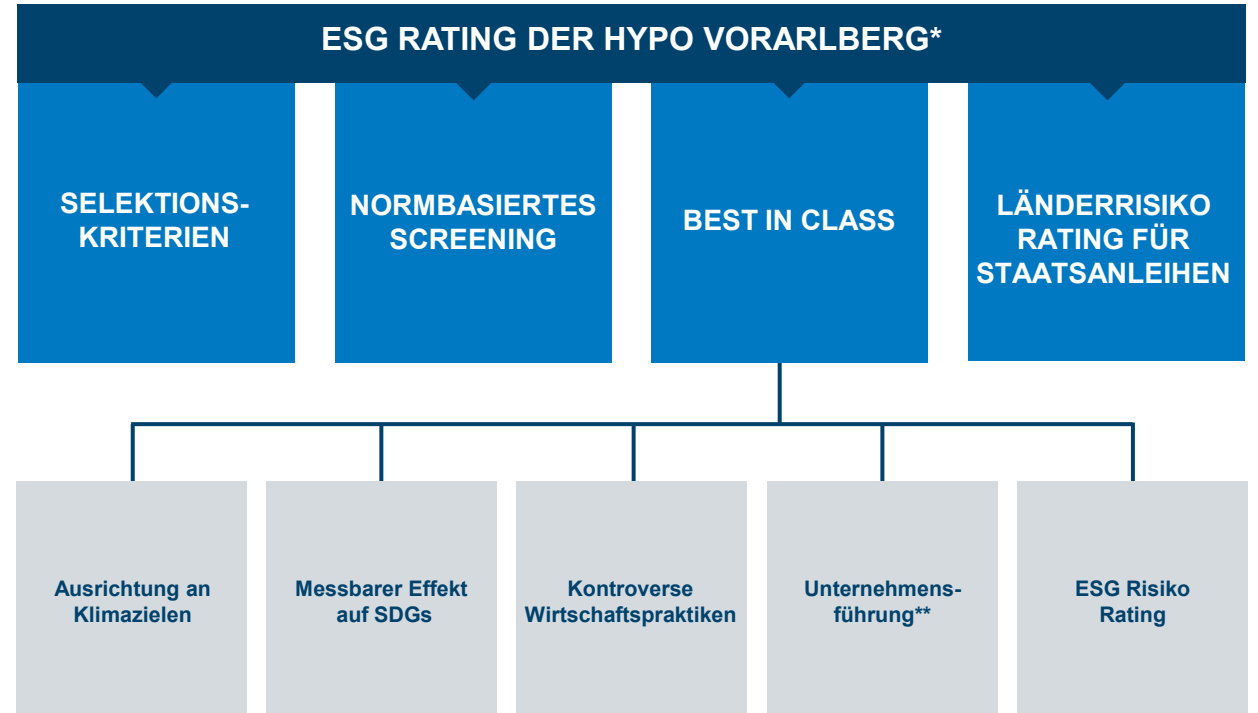 ESG RATING DER HYPO VORARLBERG*
SELEKTIONS-
KRITERIEN
NORMBASIERTES
SCREENING
BEST IN CLASS
LÄNDERRISIKO
RATING FÜR
STAATSANLEIHEN
Ausrichtung an
Klimazielen
Messbarer Effekt
auf SDGs
Kontroverse
Wirtschaftspraktiken
Unternehmens-
führung**
ESG Risiko
Rating